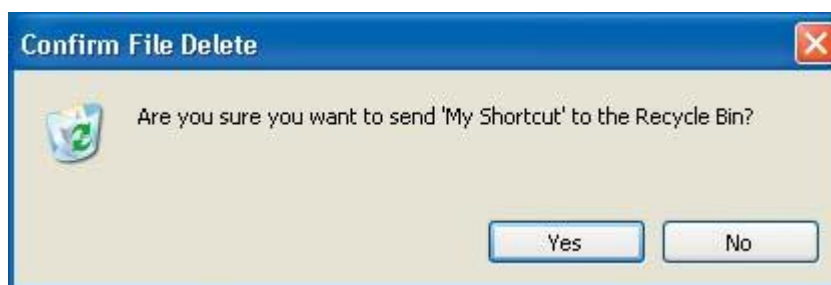 Confirm File Delete
Are you sure you want to send 'My Shortcut' to the Recycle Bin?
Yes
No